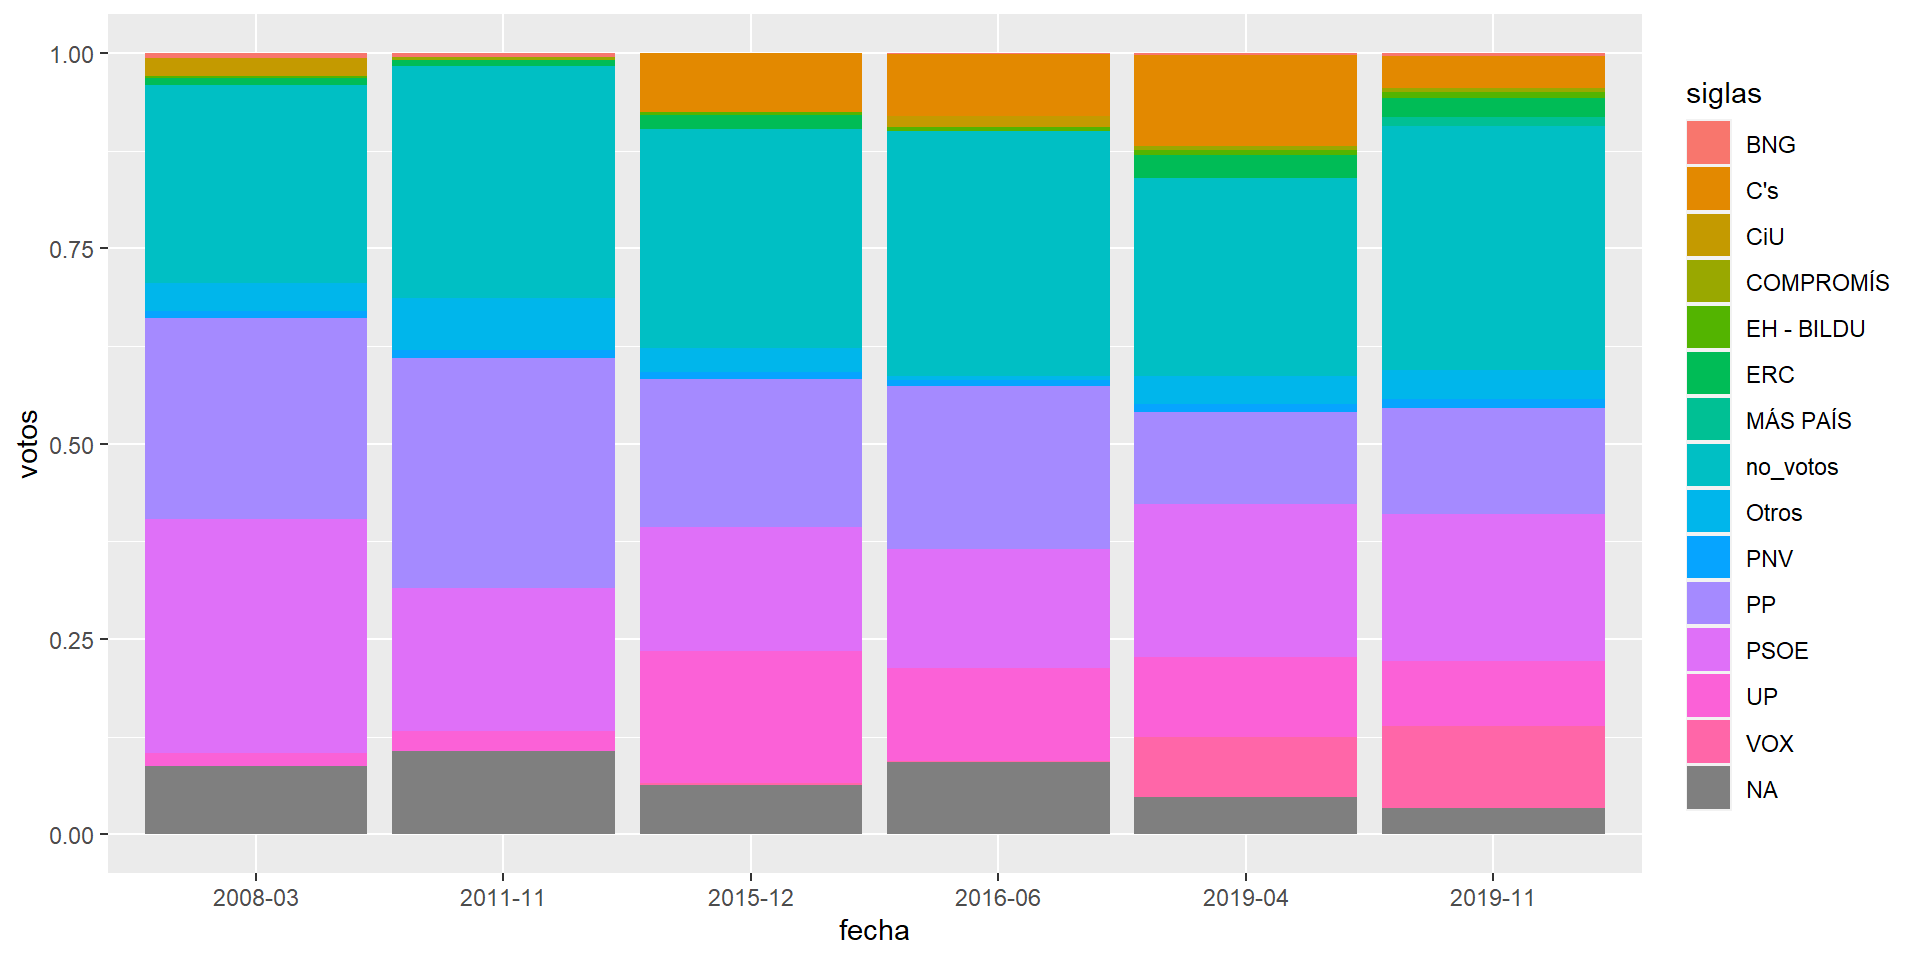 votos
1.00
0.75
0.50
0.25
0.00
2008-03
2011-11
2015-12
2016-06
2019-04
2019-11
fecha
siglas
BNG
C's
CiU
COMPROMÍS
EH - BILDU
ERC
MÁS PAÍS
no_votos
Otros
PNV
PP
PSOE
UP
VOX
NA